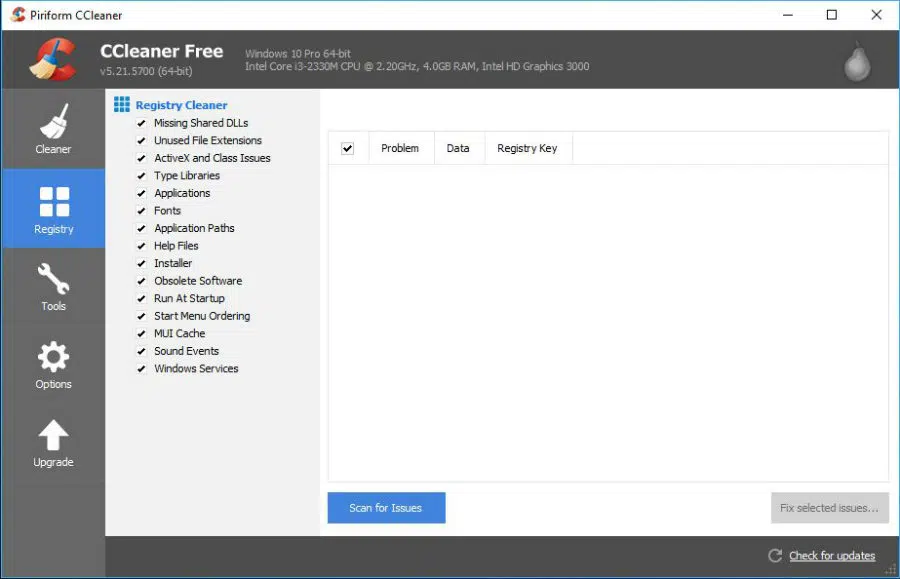 Piriform CCleaner
CCleaner Free
v5.21.5700 (64-bit)
Windows 10 Pro 64-bit
Intel Core i3-2330M CPU @ 2.20GHz, 4.0GB RAM, Intel HD Graphics 3000
Cleaner
Registry
Tools
Options
Upgrade
Registry Cleaner
Missing Shared DLLs
Unused File Extensions
ActiveX and Class Issues
Type Libraries
Applications
Fonts
Application Paths
Help Files
Installer
Obsolete Software
Run At Startup
Start Menu Ordering
MUI Cache
Sound Events
Windows Services
Problem Data Registry Key
Scan for Issues Fix selected issues...
Check for updates